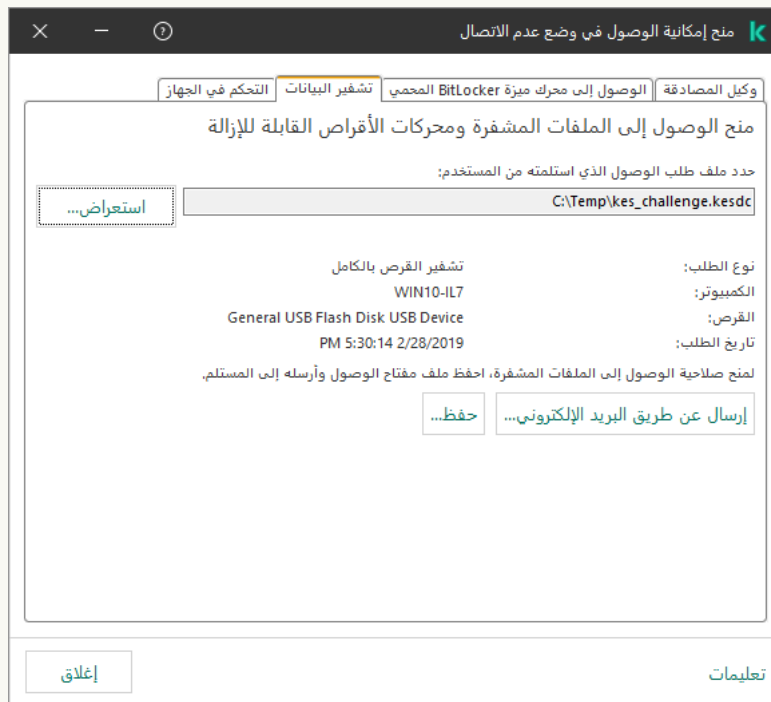 منح إمكانية الوصول في وضع عدم الاتصال
وكيل المصادقة الوصول إلى محرك ميزة BitLocker المحمي تشفير البيانات التحكم في الجهاز
منح الوصول إلى الملفات المشفرة ومحركات الأقراص القابلة للإزالة
حدد ملف طلب الوصول الذي استلمته من المستخدم:
C:\Temp\kes_challenge.kesdc استعراض...
نوع الطلب: تشفير القرص بالكامل
الكمبيوتر: WIN10-IL7
القرص: General USB Flash Disk USB Device
تاريخ الطلب: PM 5:30:14 2/28/2019
لمنح صلاحية الوصول إلى الملفات المشفرة، احفظ ملف مفتاح الوصول وأرسله إلى المستلم.
إرسال عن طريق البريد الإلكتروني... حفظ...
تعليمات إغلاق